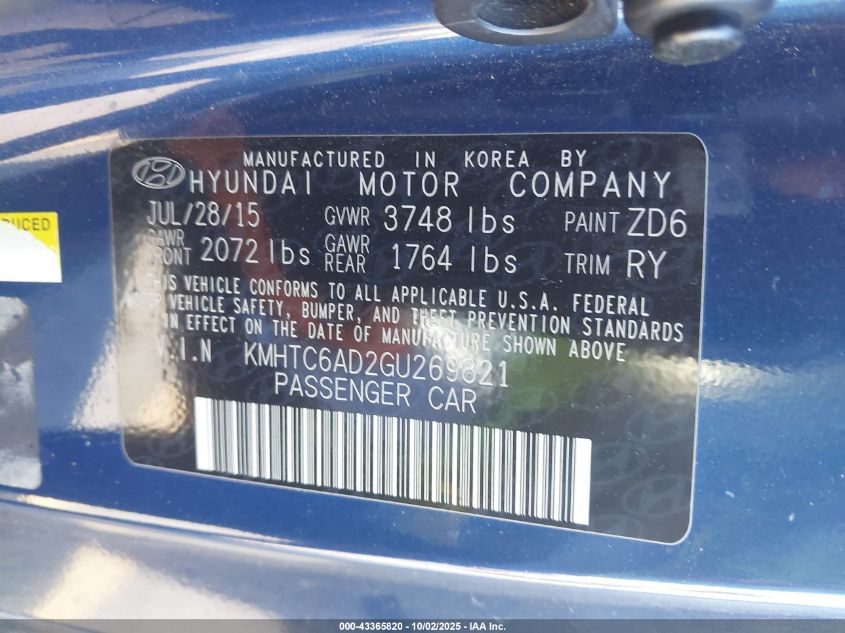 MANUFACTURED IN KOREA BY
HYUNDAI MOTOR COMPANY
JUL/28/15 GVWR 3748 lbs PAINT ZD6
GAWR FRONT 2072 lbs GAWR REAR 1764 lbs TRIM RY
THIS VEHICLE CONFORMS TO ALL APPLICABLE U.S.A. FEDERAL
MOTOR VEHICLE SAFETY, BUMPER, AND THEFT PREVENTION STANDARDS
IN EFFECT ON THE DATE OF MANUFACTURE SHOWN ABOVE
V.I.N KMHTC6AD2GU269821
PASSENGER CAR
000-43365820 - 10/02/2025 - IAA Inc.